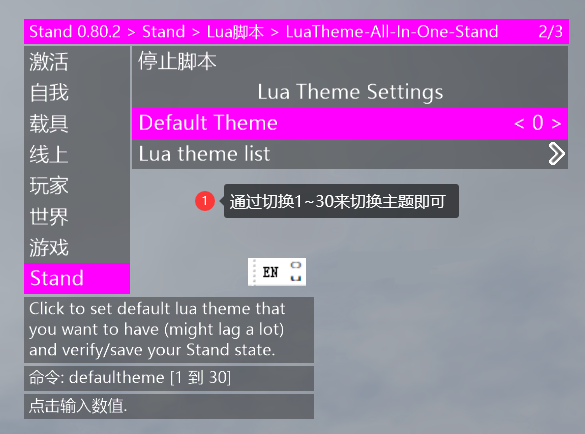 Stand 0.80.2 > Stand > Lua脚本 > LuaTheme-All-In-One-Stand 2/3
激活
自我
载具
线上
玩家
世界
游戏
Stand
停止脚本
Lua Theme Settings
Default Theme < 0 >
Lua theme list
1 通过切换1~30来切换主题即可
EN
Click to set default lua theme that
you want to have (might lag a lot)
and verify/save your Stand state.
命令: defaultheme [1 到 30]
点击输入数值.